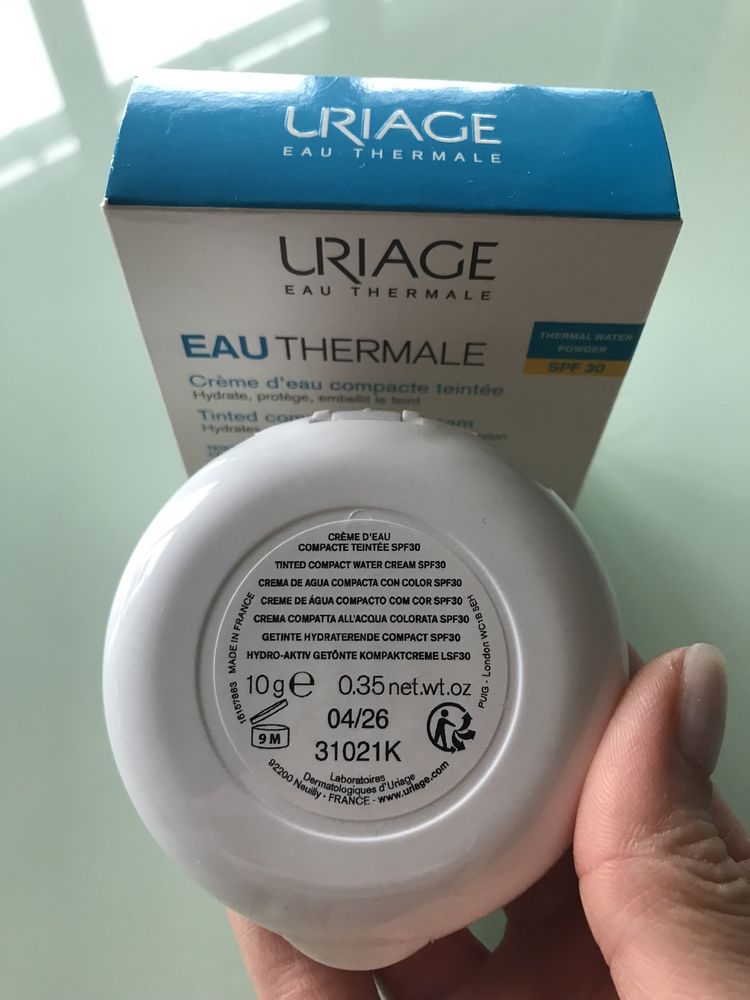 URIAGE
EAU THERMALE
URIAGE
EAU THERMALE
EAU THERMALE
THERMAL WATER
POWDER
SPF 30
Crème d'eau compacte teintée
Hydrate, protège, embellit le teint
Tinted
Hydrates
CRÈME D'EAU
COMPACTE TEINTÉE SPF30
TINTED COMPACT WATER CREAM SPF30
CREMA DE AGUA COMPACTA CON COLOR SPF30
CREME DE ÁGUA COMPACTO COM COR SPF30
CREMA COMPATTA ALL'ACQUA COLORATA SPF30
GETINTE HYDRATERENDE COMPACT SPF30
HYDRO-AKTIV GETÖNTE KOMPAKTCREME LSF30
10g e 0.35 net.wt.oz
04/26
9 M
31021K
Laboratoires
Dermatologiques d'Uriage
92200 Neuilly - FRANCE - www.uriage.com
16157663 MADE IN FRANCE
PUIG - London WC1B 5EH